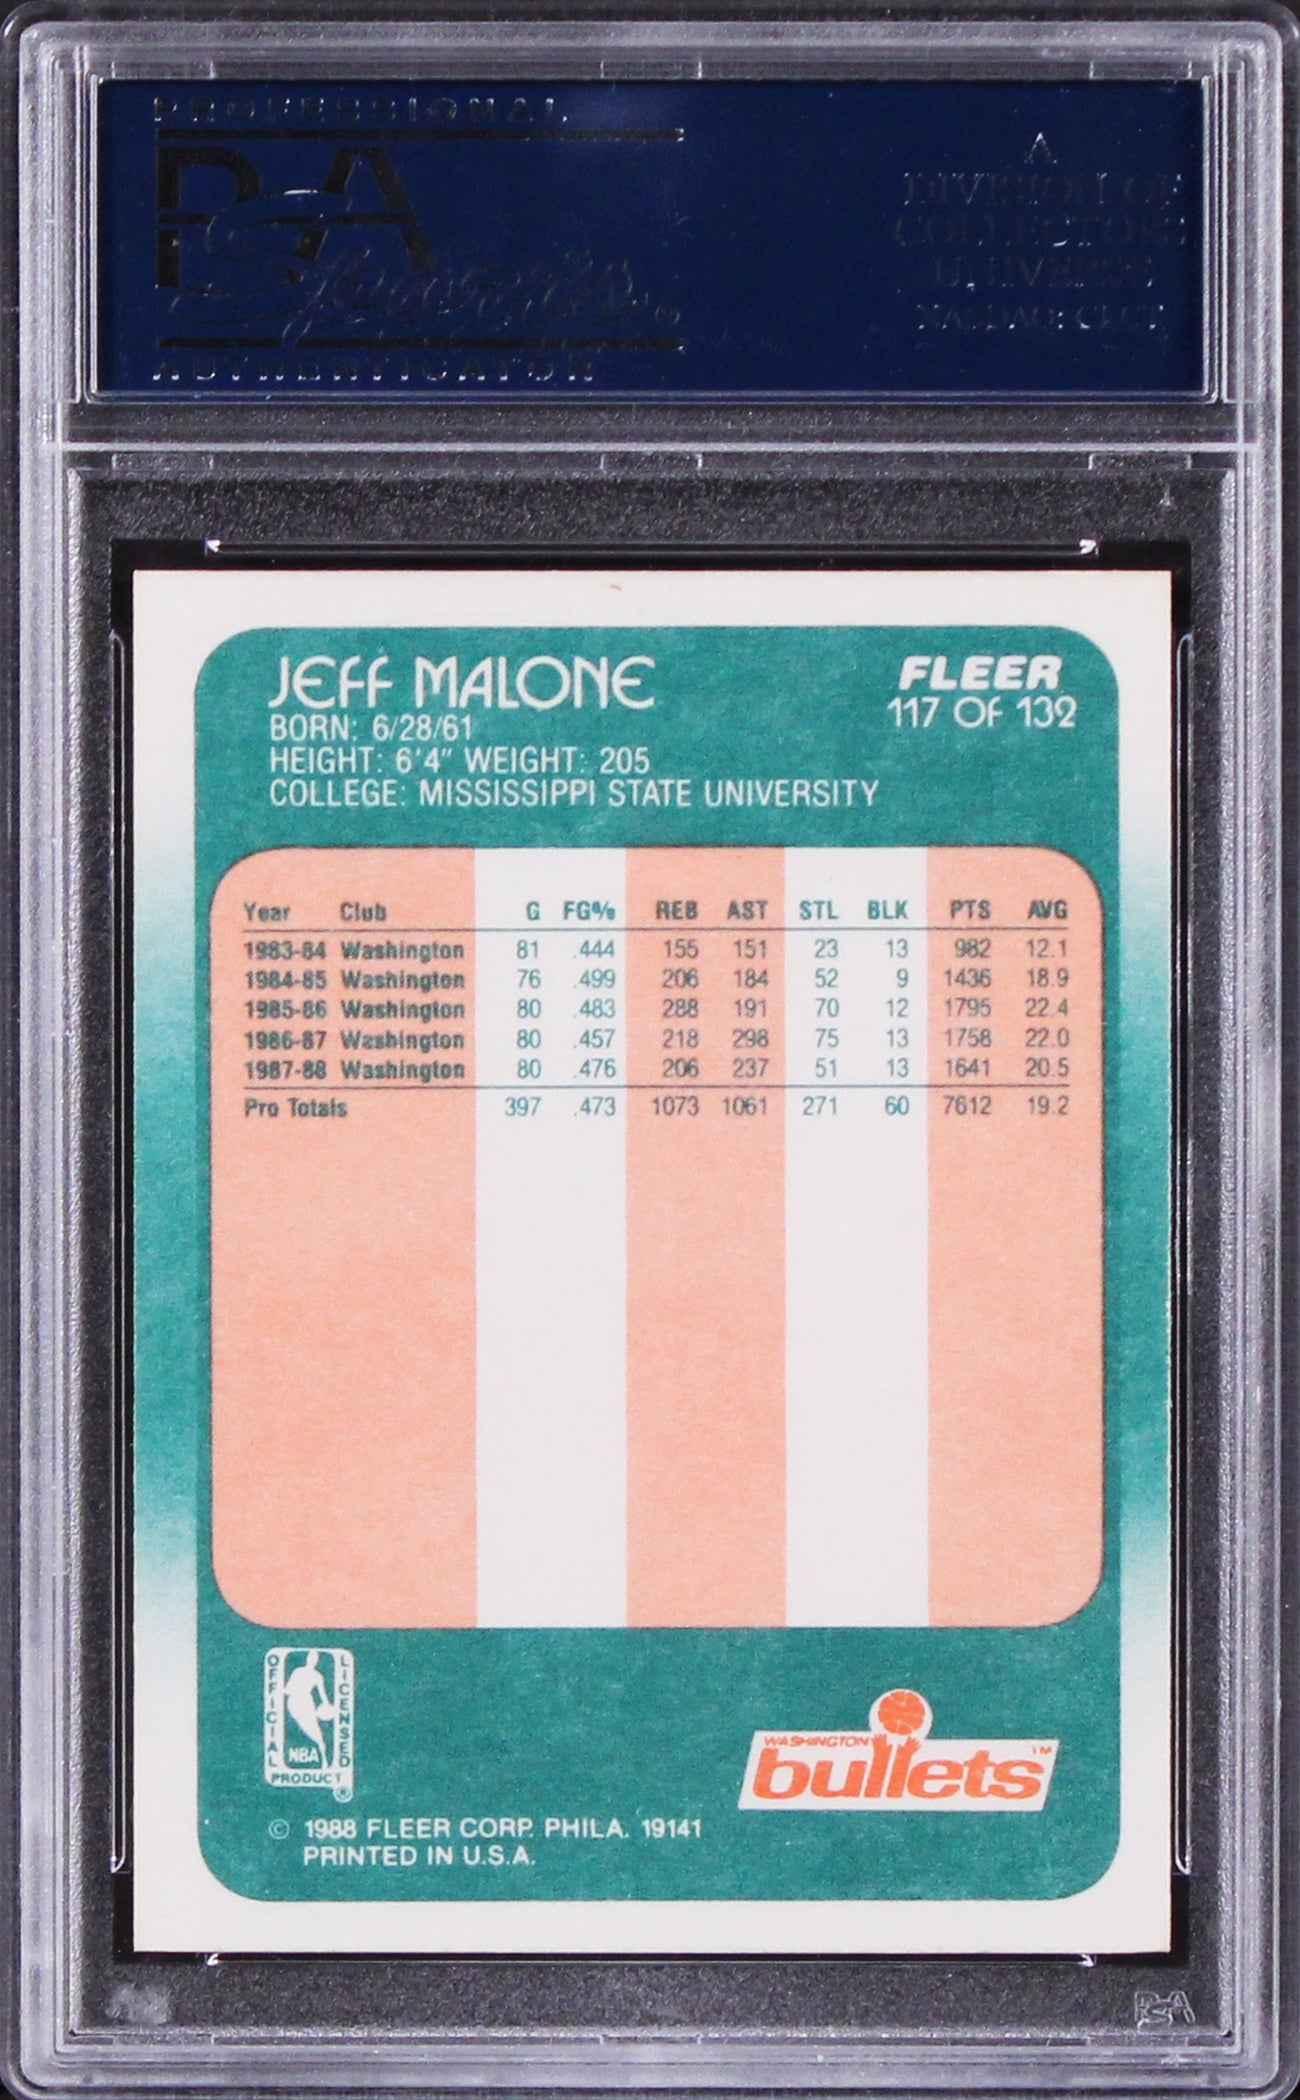 PROFESSIONAL
PSA
Sports
®
AUTHENTICATOR
A
DIVISION OF
COLLECTORS
UNIVERSE
NASDAQ: CLCT
JEFF MALONE
BORN: 6/28/61
HEIGHT: 6'4" WEIGHT: 205
COLLEGE: MISSISSIPPI STATE UNIVERSITY
FLEER
117 OF 132
Year Club G FG% REB AST STL BLK PTS AVG
1983-84 Washington 81 .444 155 151 23 13 982 12.1
1984-85 Washington 76 .499 206 184 52 9 1436 18.9
1985-86 Washington 80 .483 288 191 70 12 1795 22.4
1986-87 Washington 80 .457 218 298 75 13 1758 22.0
1987-88 Washington 80 .476 206 237 51 13 1641 20.5
Pro Totals 397 .473 1073 1061 271 60 7612 19.2
OFFICIAL
LICENSED
NBA
PRODUCT
®
WASHINGTON
bullets™
© 1988 FLEER CORP. PHILA. 19141
PRINTED IN U.S.A.
PSA